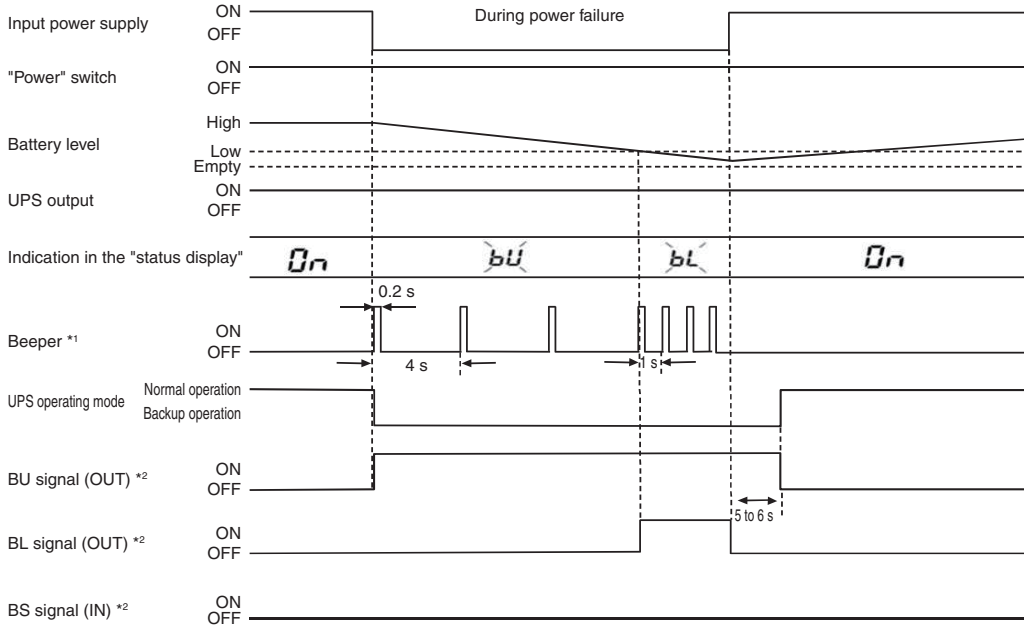 Input power supply
ON
OFF
During power failure
"Power" switch
ON
OFF
Battery level
High
Low
Empty
UPS output
ON
OFF
Indication in the "status display"
On
bU
bL
On
Beeper *1
ON
OFF
0.2 s
4 s
1 s
UPS operating mode
Normal operation
Backup operation
BU signal (OUT) *2
ON
OFF
5 to 6 s
BL signal (OUT) *2
ON
OFF
BS signal (IN) *2
ON
OFF